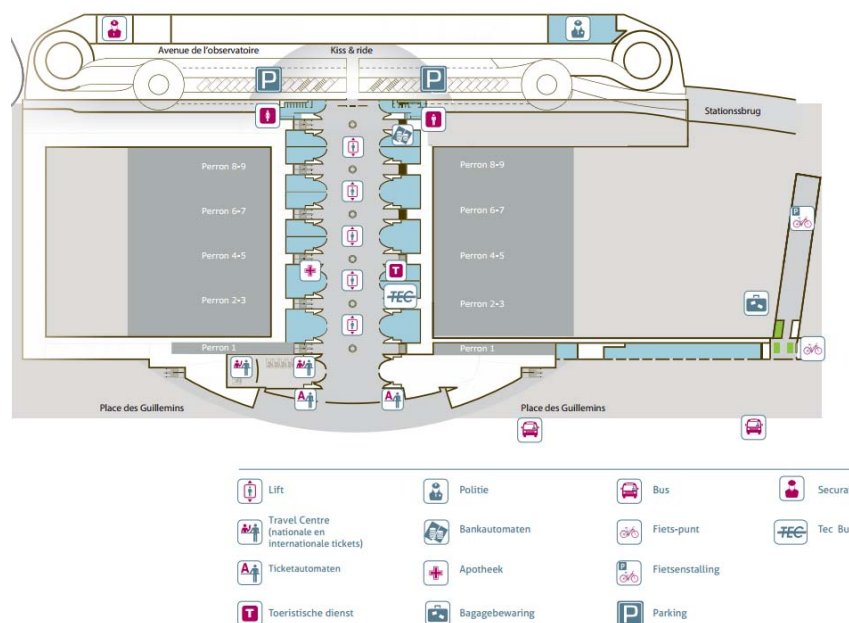 Avenue de l'observatoire
Kiss & ride
P
P
Stationssbrug
Perron 8-9
Perron 8-9
Perron 6-7
Perron 6-7
P
Perron 4-5
Perron 4-5
T
Perron 2-3
TEC
Perron 2-3
Perron 1
Perron 1
A
A
Place des Guillemins
Place des Guillemins
Lift
Politie
Bus
Secura
Travel Centre
(nationale en
internationale tickets)
Bankautomaten
Fiets-punt
TEC
Tec Bu
A
Ticketautomaten
Apotheek
P
Fietsenstalling
T
Toeristische dienst
Bagagebewaring
P
Parking